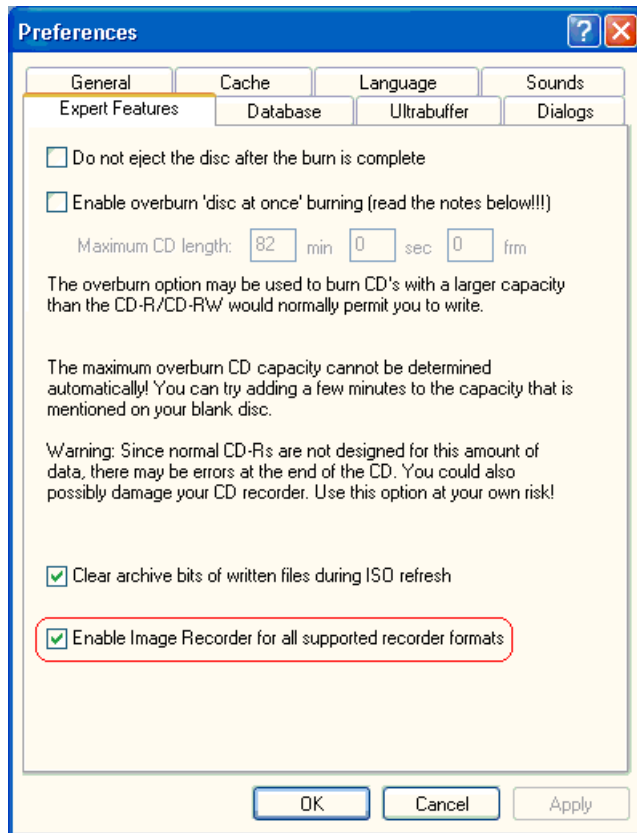 Preferences
General Cache Language Sounds
Expert Features Database Ultrabuffer Dialogs
Do not eject the disc after the burn is complete
Enable overburn 'disc at once' burning (read the notes below!!!)
Maximum CD length: 82 min 0 sec 0 frm
The overburn option may be used to burn CD's with a larger capacity
than the CD-R/CD-RW would normally permit you to write.
The maximum overburn CD capacity cannot be determined
automatically! You can try adding a few minutes to the capacity that is
mentioned on your blank disc.
Warning: Since normal CD-Rs are not designed for this amount of
data, there may be errors at the end of the CD. You could also
possibly damage your CD recorder. Use this option at your own risk!
Clear archive bits of written files during ISO refresh
Enable Image Recorder for all supported recorder formats
OK Cancel Apply